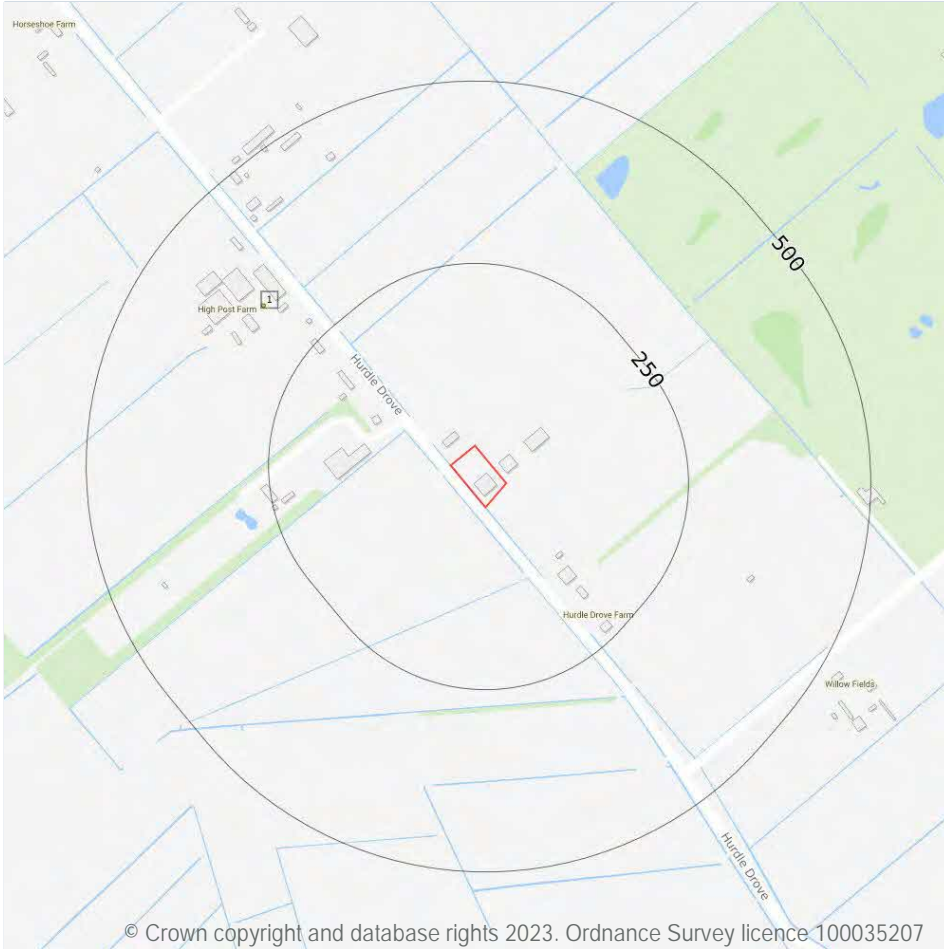 Horseshoe Farm
500
1
High Post Farm
250
Hurdle Drove
Hurdle Drove Farm
Willow Fields
Hurdle Drove
© Crown copyright and database rights 2023. Ordnance Survey licence 100035207